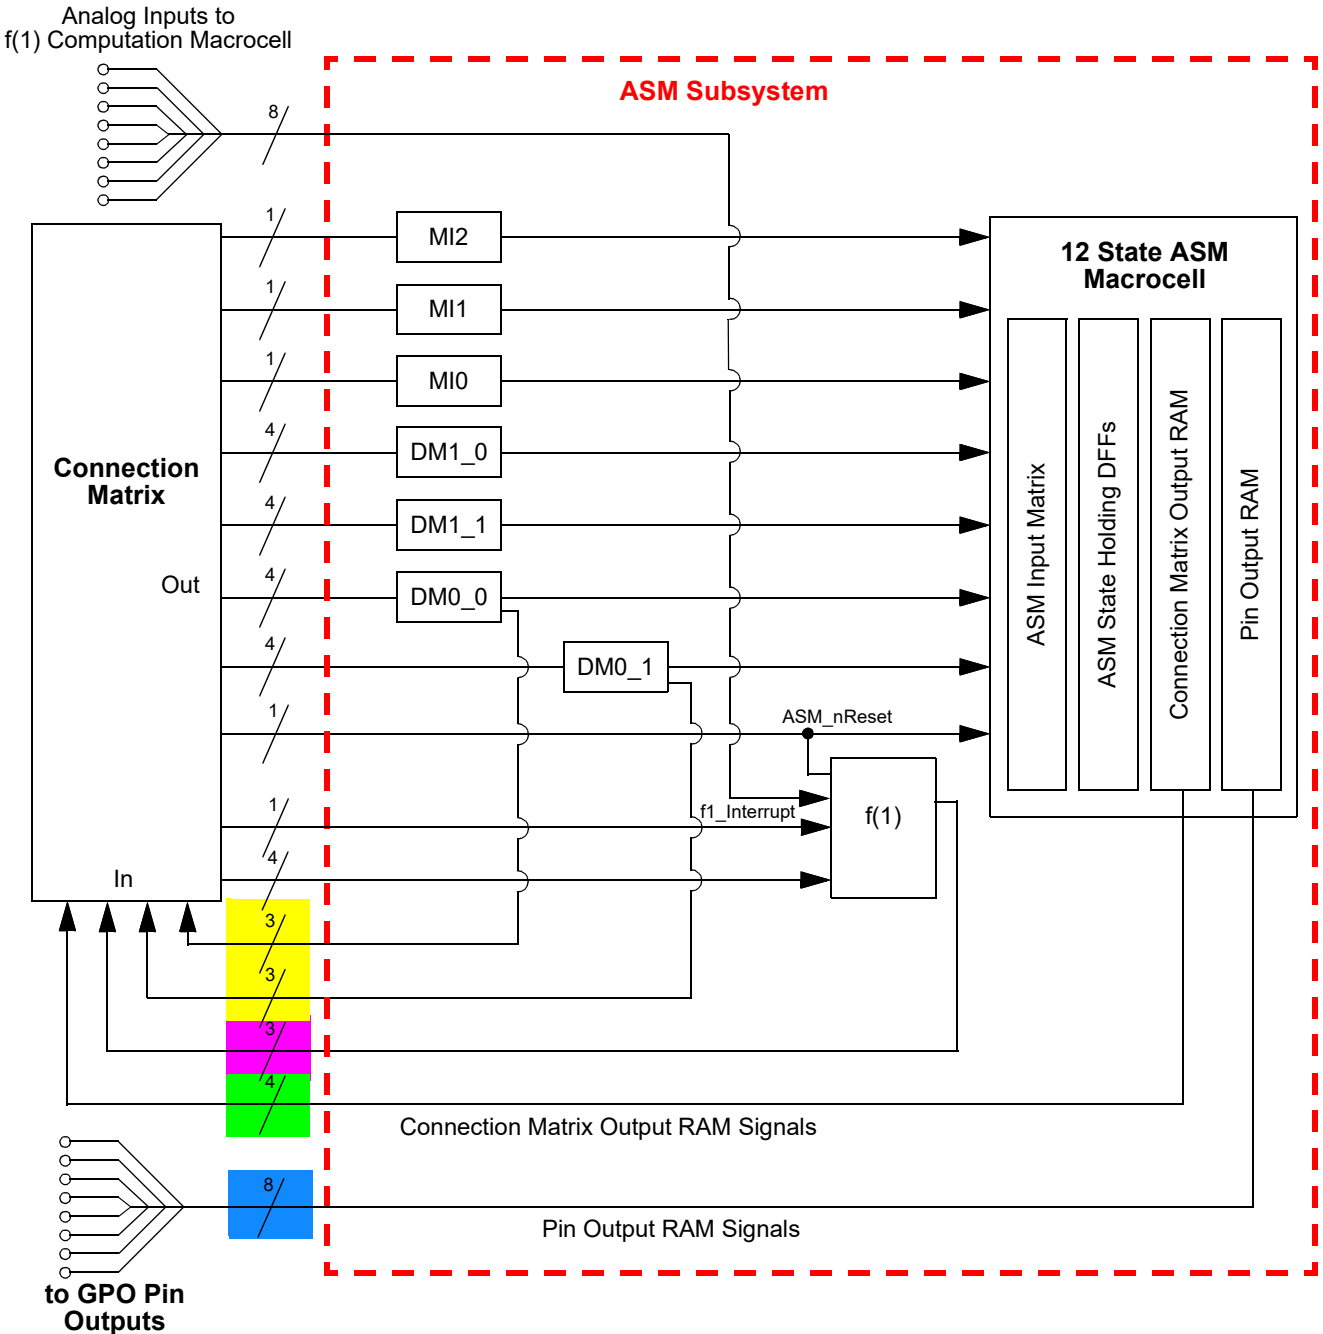 Analog Inputs to
f(1) Computation Macrocell
ASM Subsystem
8
1
MI2
12 State ASM
Macrocell
1
MI1
1
MI0
4
DM1_0
Connection
Matrix
4
DM1_1
Out
4
DM0_0
4
DM0_1
1
ASM_nReset
ASM Input Matrix
ASM State Holding DFFs
Connection Matrix Output RAM
Pin Output RAM
1
f1_Interrupt
f(1)
4
In
3
3
3
4
Connection Matrix Output RAM Signals
8
Pin Output RAM Signals
to GPO Pin
Outputs